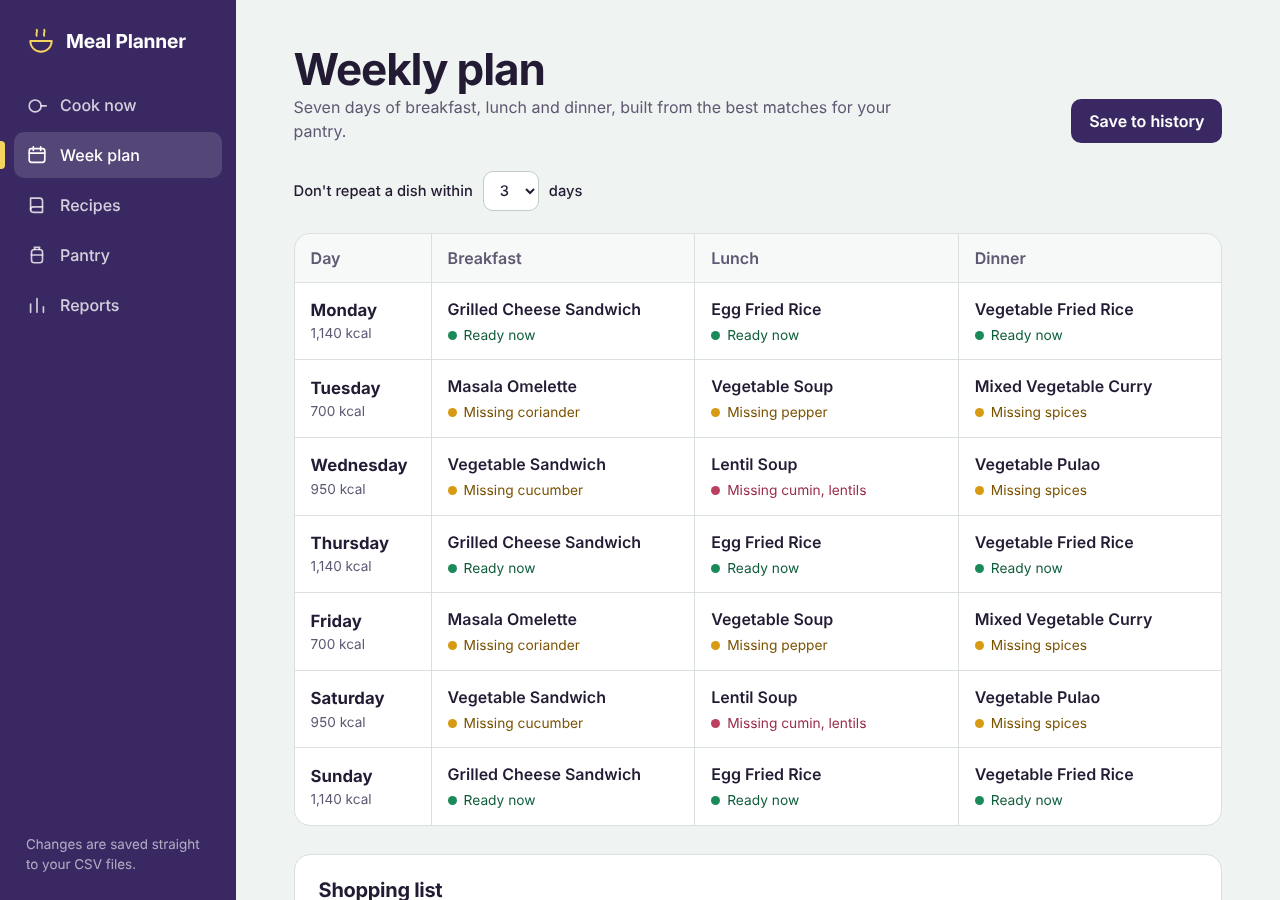 Meal Planner
Cook now
Week plan
Recipes
Pantry
Reports
Changes are saved straight
to your CSV files.
Weekly plan
Seven days of breakfast, lunch and dinner, built from the best matches for your
pantry.
Save to history
Don't repeat a dish within 3 days
Day Breakfast Lunch Dinner
Monday Grilled Cheese Sandwich Egg Fried Rice Vegetable Fried Rice
1,140 kcal Ready now Ready now Ready now
Tuesday Masala Omelette Vegetable Soup Mixed Vegetable Curry
700 kcal Missing coriander Missing pepper Missing spices
Wednesday Vegetable Sandwich Lentil Soup Vegetable Pulao
950 kcal Missing cucumber Missing cumin, lentils Missing spices
Thursday Grilled Cheese Sandwich Egg Fried Rice Vegetable Fried Rice
1,140 kcal Ready now Ready now Ready now
Friday Masala Omelette Vegetable Soup Mixed Vegetable Curry
700 kcal Missing coriander Missing pepper Missing spices
Saturday Vegetable Sandwich Lentil Soup Vegetable Pulao
950 kcal Missing cucumber Missing cumin, lentils Missing spices
Sunday Grilled Cheese Sandwich Egg Fried Rice Vegetable Fried Rice
1,140 kcal Ready now Ready now Ready now
Shopping list